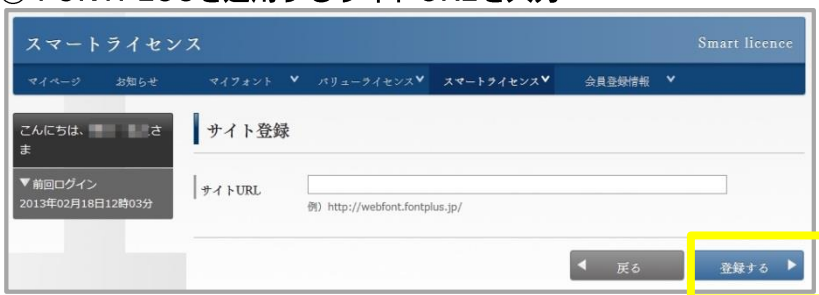 スマートライセンス
Smart licence
マイページ お知らせ マイフォント バリューライセンス スマートライセンス 会員登録情報
こんにちは、 さ
ま
▼前回ログイン
2013年02月18日12時03分
サイト登録
サイトURL
例）http://webfont.fontplus.jp/
戻る
登録する